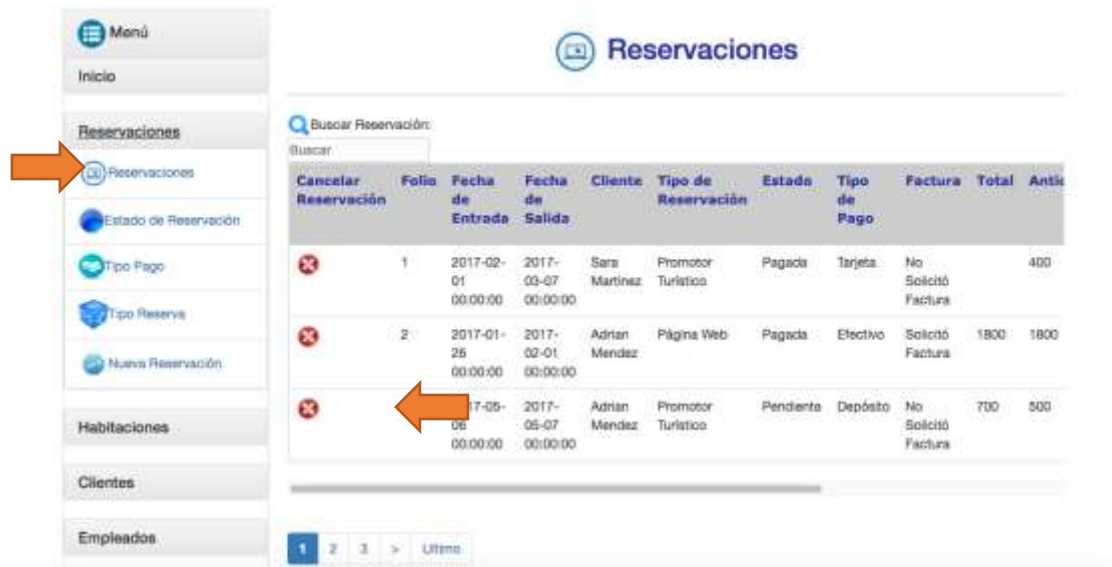 Menú
Inicio
Reservaciones
Reservaciones
Estado de Reservación
Tipo Pago
Tipo Reserva
Nueva Reservación
Habitaciones
Clientes
Empleados
Reservaciones
Buscar Reservación:
Buscar
Cancelar Folio Fecha Fecha Cliente Tipo de Estado Tipo Factura Total Antic
Reservación de de Reservación de
Entrada Salida Pago
1 2017-02- 2017- Sara Promotor Pagada Tarjeta No 400
01 03-07 Martinez Turístico Solicitó
00:00:00 00:00:00 Factura
2 2017-01- 2017- Adrian Página Web Pagada Efectivo Solicitó 1800 1800
26 02-01 Mendez Factura
00:00:00 00:00:00
17-05- 2017- Adrian Promotor Pendiente Depósito No 700 500
06 05-07 Mendez Turístico Solicitó
00:00:00 00:00:00 Factura
1 2 3 > Ultimo